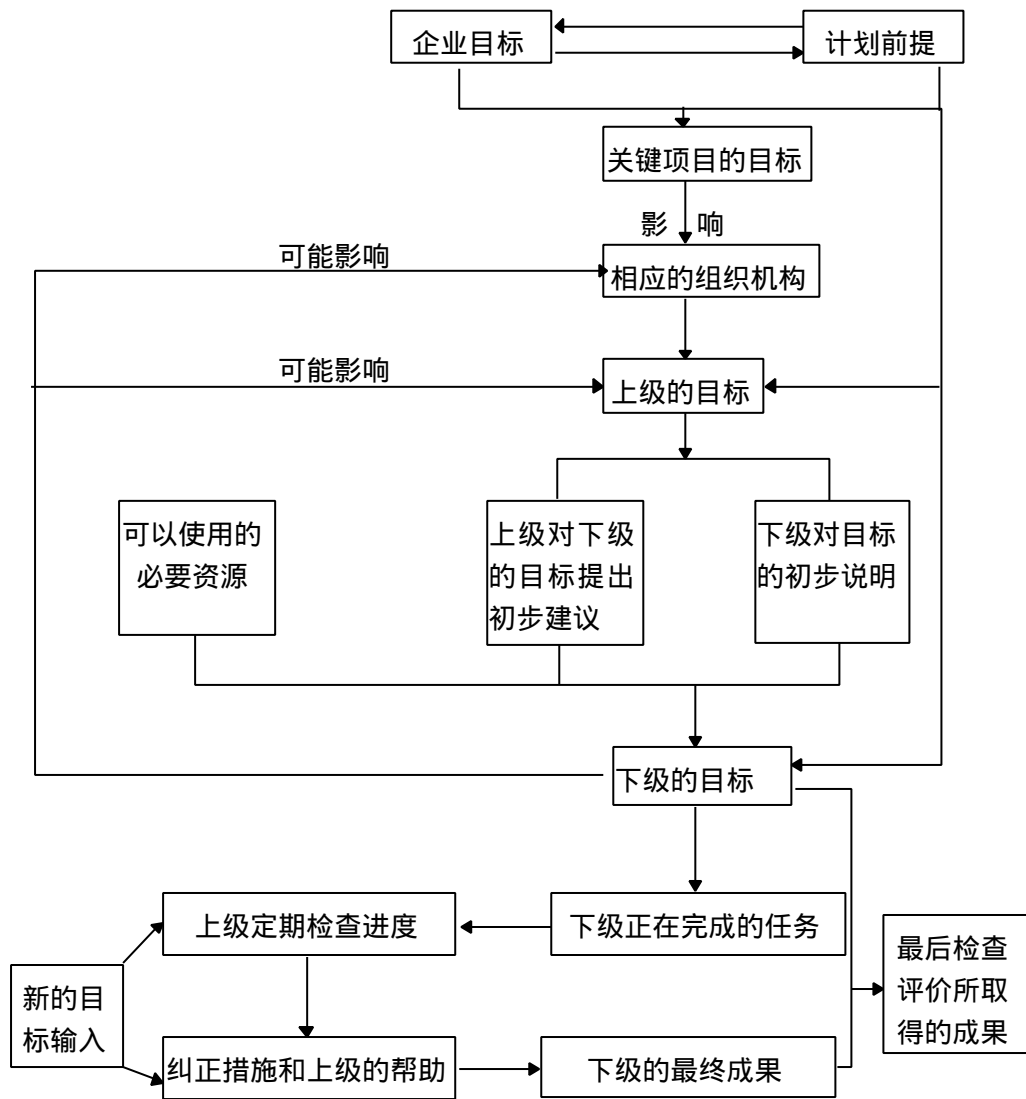 企业目标
计划前提
关键项目的目标
影 响
可能影响
相应的组织机构
可能影响
上级的目标
可以使用的
必要资源
上级对下级
的目标提出
初步建议
下级对目标
的初步说明
下级的目标
上级定期检查进度
下级正在完成的任务
最后检查
评价所取
得的成果
新的目
标输入
纠正措施和上级的帮助
下级的最终成果